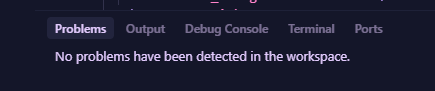 Problems Output Debug Console Terminal Ports
No problems have been detected in the workspace.